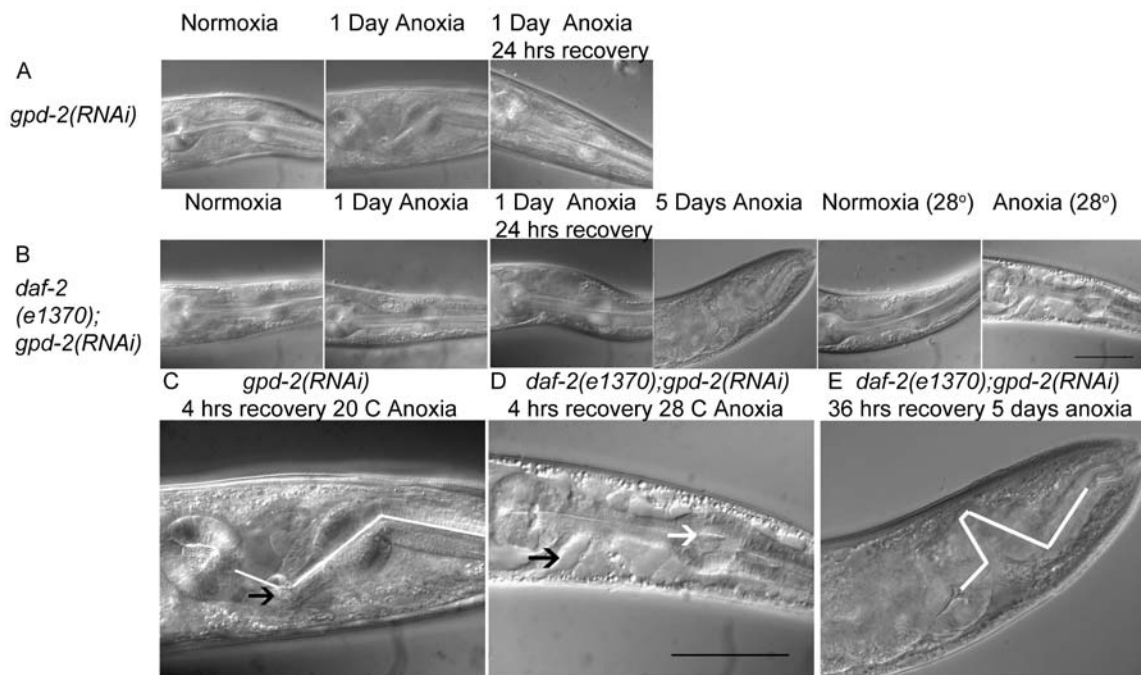 Normoxia 1 Day Anoxia 1 Day Anoxia
24 hrs recovery
A
gpd-2(RNAi)
Normoxia 1 Day Anoxia 1 Day Anoxia 5 Days Anoxia Normoxia (28°) Anoxia (28°)
24 hrs recovery
B
daf-2
(e1370);
gpd-2(RNAi)
C gpd-2(RNAi)
4 hrs recovery 20 C Anoxia
D daf-2(e1370);gpd-2(RNAi)
4 hrs recovery 28 C Anoxia
E daf-2(e1370);gpd-2(RNAi)
36 hrs recovery 5 days anoxia